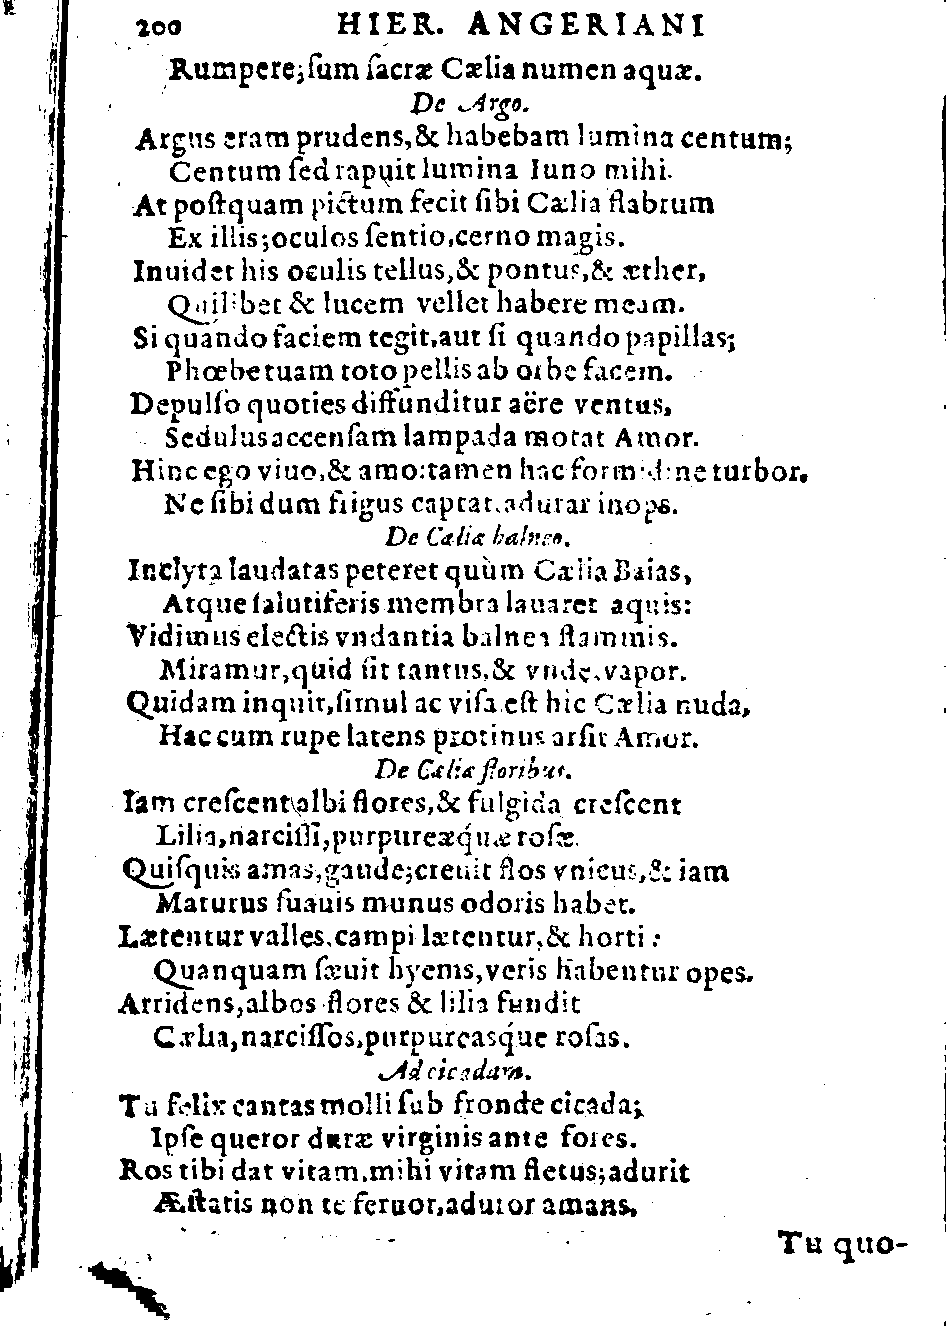 200 HIER. ANGERIANI
Rumpere; ſum ſacræ Cælia numen aquæ.
De Argo.
Argus eram prudens, & habebam lumina centum;
Centum ſed rapuit lumina Iuno mihi.
At poſtquam pictum fecit ſibi Cælia flabrum
Ex illis; oculos ſentio, cerno magis.
Inuidet his oculis tellus, & pontus, & æther,
Quilibet & lucem vellet habere meam.
Si quando faciem tegit, aut ſi quando papillas;
Phœbe tuam toto pellis ab orbe facem.
Depulſo quoties diffunditur aëre ventus,
Sedulus accenſam lampada motat Amor.
Hinc ego viuo, & amo: tamen hac formidine turbor,
Ne ſibi dum frigus captat, adurar inops.
De Cælia balneo.
Inclyta laudatas peteret quùm Cælia Baias,
Atque ſalutiferis membra lauaret aquis:
Vidimus electis vndantia balnea flammis.
Miramur, quid ſit tantus, & vnde, vapor.
Quidam inquit, ſimul ac viſa eſt hic Cælia nuda,
Hac cum rupe latens protinus arſit Amor.
De Cæliæ floribus.
Iam creſcent albi flores, & fulgida creſcent
Lilia, narciſſi, purpureæq́uæ roſæ.
Quiſquis amas, gaude; creuit flos vnicus, & iam
Maturus ſuauis munus odoris habet.
Lætentur valles, campi lætentur, & horti:
Quanquam ſæuit hyems, veris habentur opes.
Arridens, albos flores & lilia fundit
Cælia, narciſſos, purpureasq́ue roſas.
Ad cicadam.
Tu felix cantas molli ſub fronde cicada;
Ipſe queror duræ virginis ante fores.
Ros tibi dat vitam, mihi vitam fletus; adurit
Æſtatis non te feruor, aduror amans,
Tu quo-